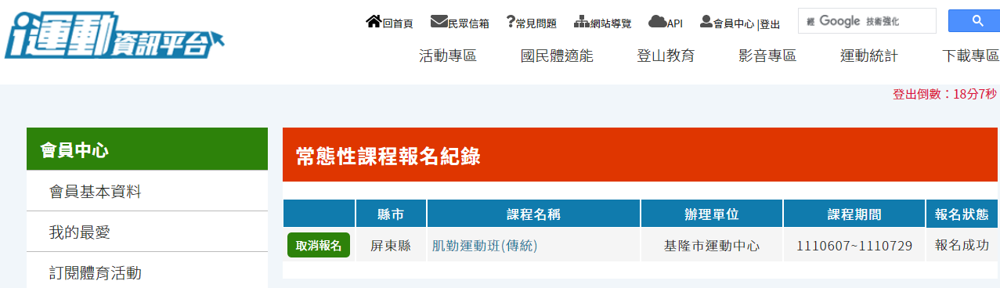 i運動資訊平台
回首頁 民眾信箱 常見問題 網站導覽 API 會員中心 |登出 經 Google 技術強化
活動專區 國民體適能 登山教育 影音專區 運動統計 下載專區
登出倒數：18分7秒
會員中心
會員基本資料
我的最愛
訂閱體育活動
常態性課程報名紀錄
縣市 課程名稱 辦理單位 課程期間 報名狀態
取消報名 屏東縣 肌勤運動班(傳統) 基隆市運動中心 1110607~1110729 報名成功